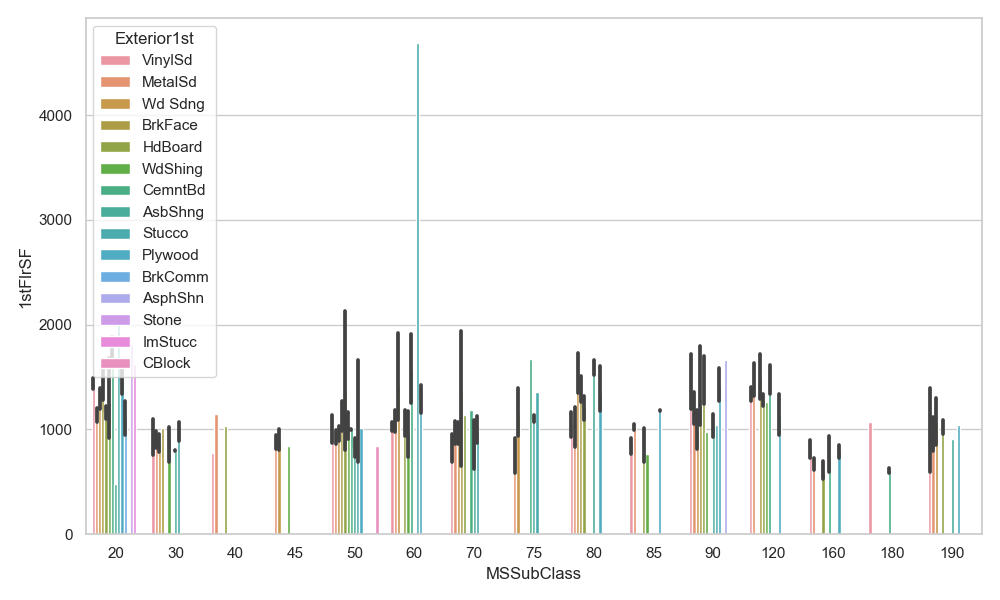 Exterior1st
VinylSd
MetalSd
Wd Sdng
BrkFace
HdBoard
WdShing
CemntBd
AsbShng
Stucco
Plywood
BrkComm
AsphShn
Stone
ImStucc
CBlock
4000
3000
2000
1000
0
1stFlrSF
20 30 40 45 50 60 70 75 80 85 90 120 160 180 190
MSSubClass